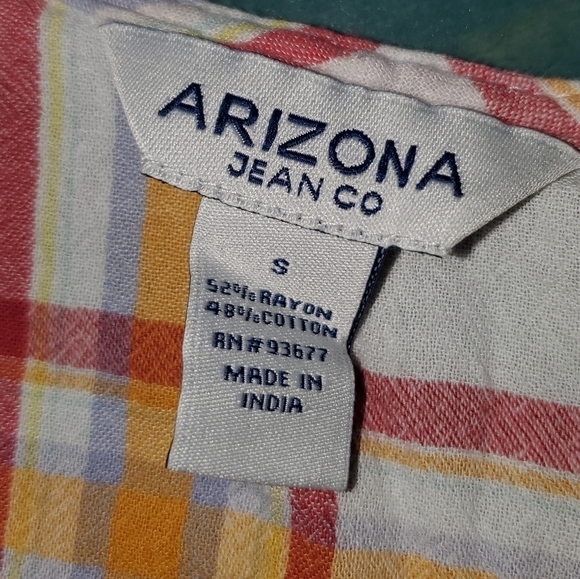 ARIZONA
JEAN CO
S
52%RAYON
48%COTTON
RN#93677
MADE IN
INDIA